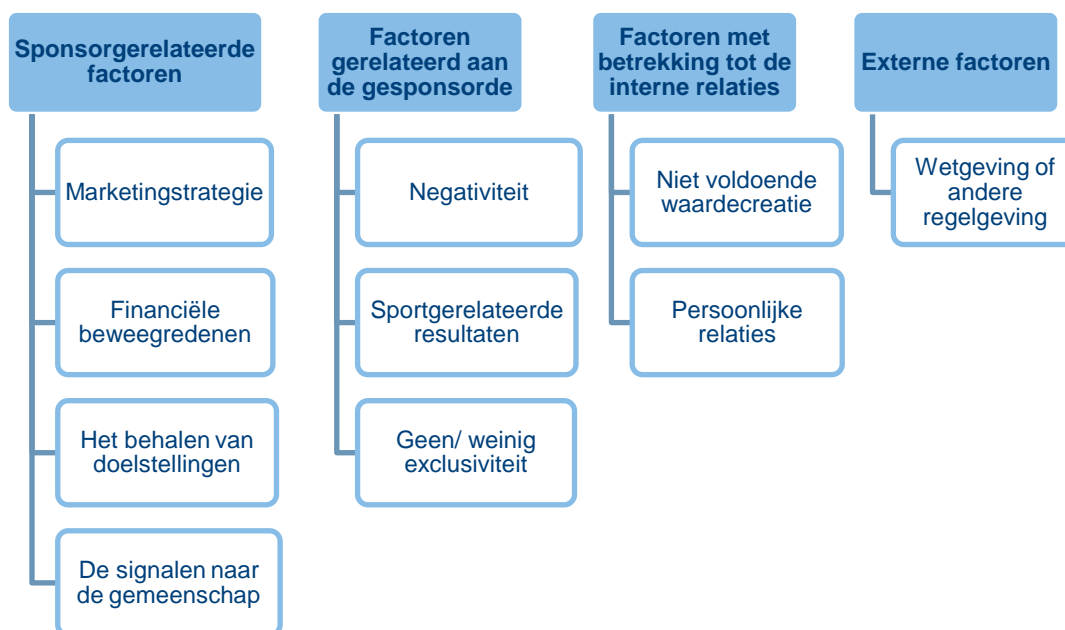 Sponsorgerelateerde
factoren
Marketingstrategie
Financiële
beweegredenen
Het behalen van
doelstellingen
De signalen naar
de gemeenschap
Factoren
gerelateerd aan
de gesponsorde
Negativiteit
Sportgerelateerde
resultaten
Geen/ weinig
exclusiviteit
Factoren met
betrekking tot de
interne relaties
Niet voldoende
waardecreatie
Persoonlijke
relaties
Externe factoren
Wetgeving of
andere
regelgeving